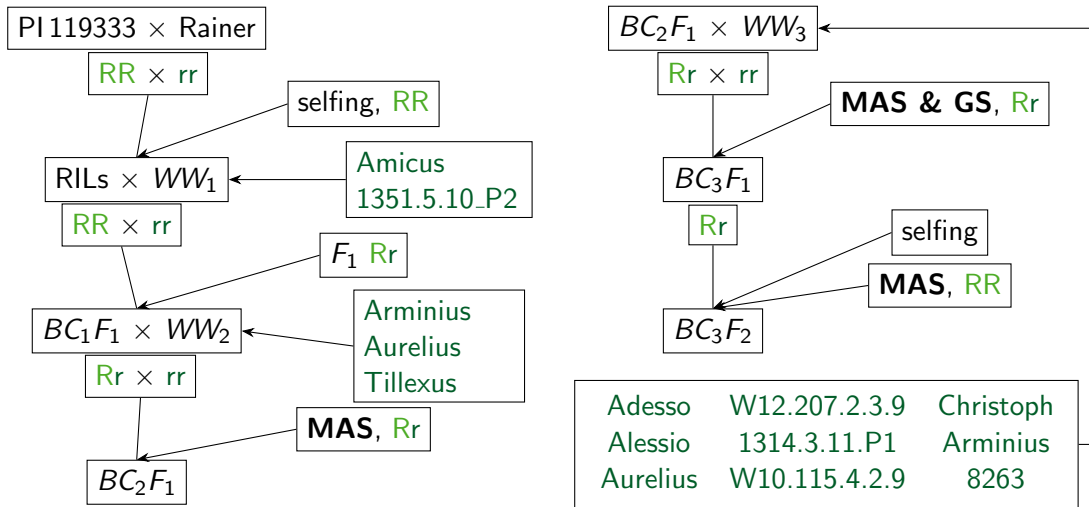 PI 119333 × Rainer
RR × rr
selfing, RR
RILs × WW₁
Amicus
1351.5.10_P2
RR × rr
F₁ Rr
BC₁F₁ × WW₂
Arminius
Aurelius
Tillexus
Rr × rr
MAS, Rr
BC₂F₁
BC₂F₁ × WW₃
Rr × rr
MAS & GS, Rr
BC₃F₁
Rr
selfing
MAS, RR
BC₃F₂
Adesso W12.207.2.3.9 Christoph
Alessio 1314.3.11.P1 Arminius
Aurelius W10.115.4.2.9 8263